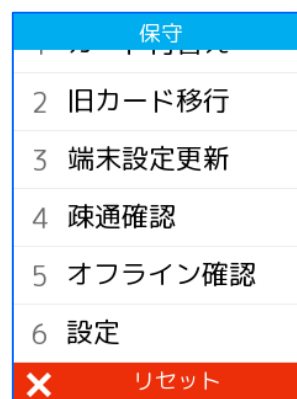 保守
2 旧カード移行
3 端末設定更新
4 疎通確認
5 オフライン確認
6 設定
リセット